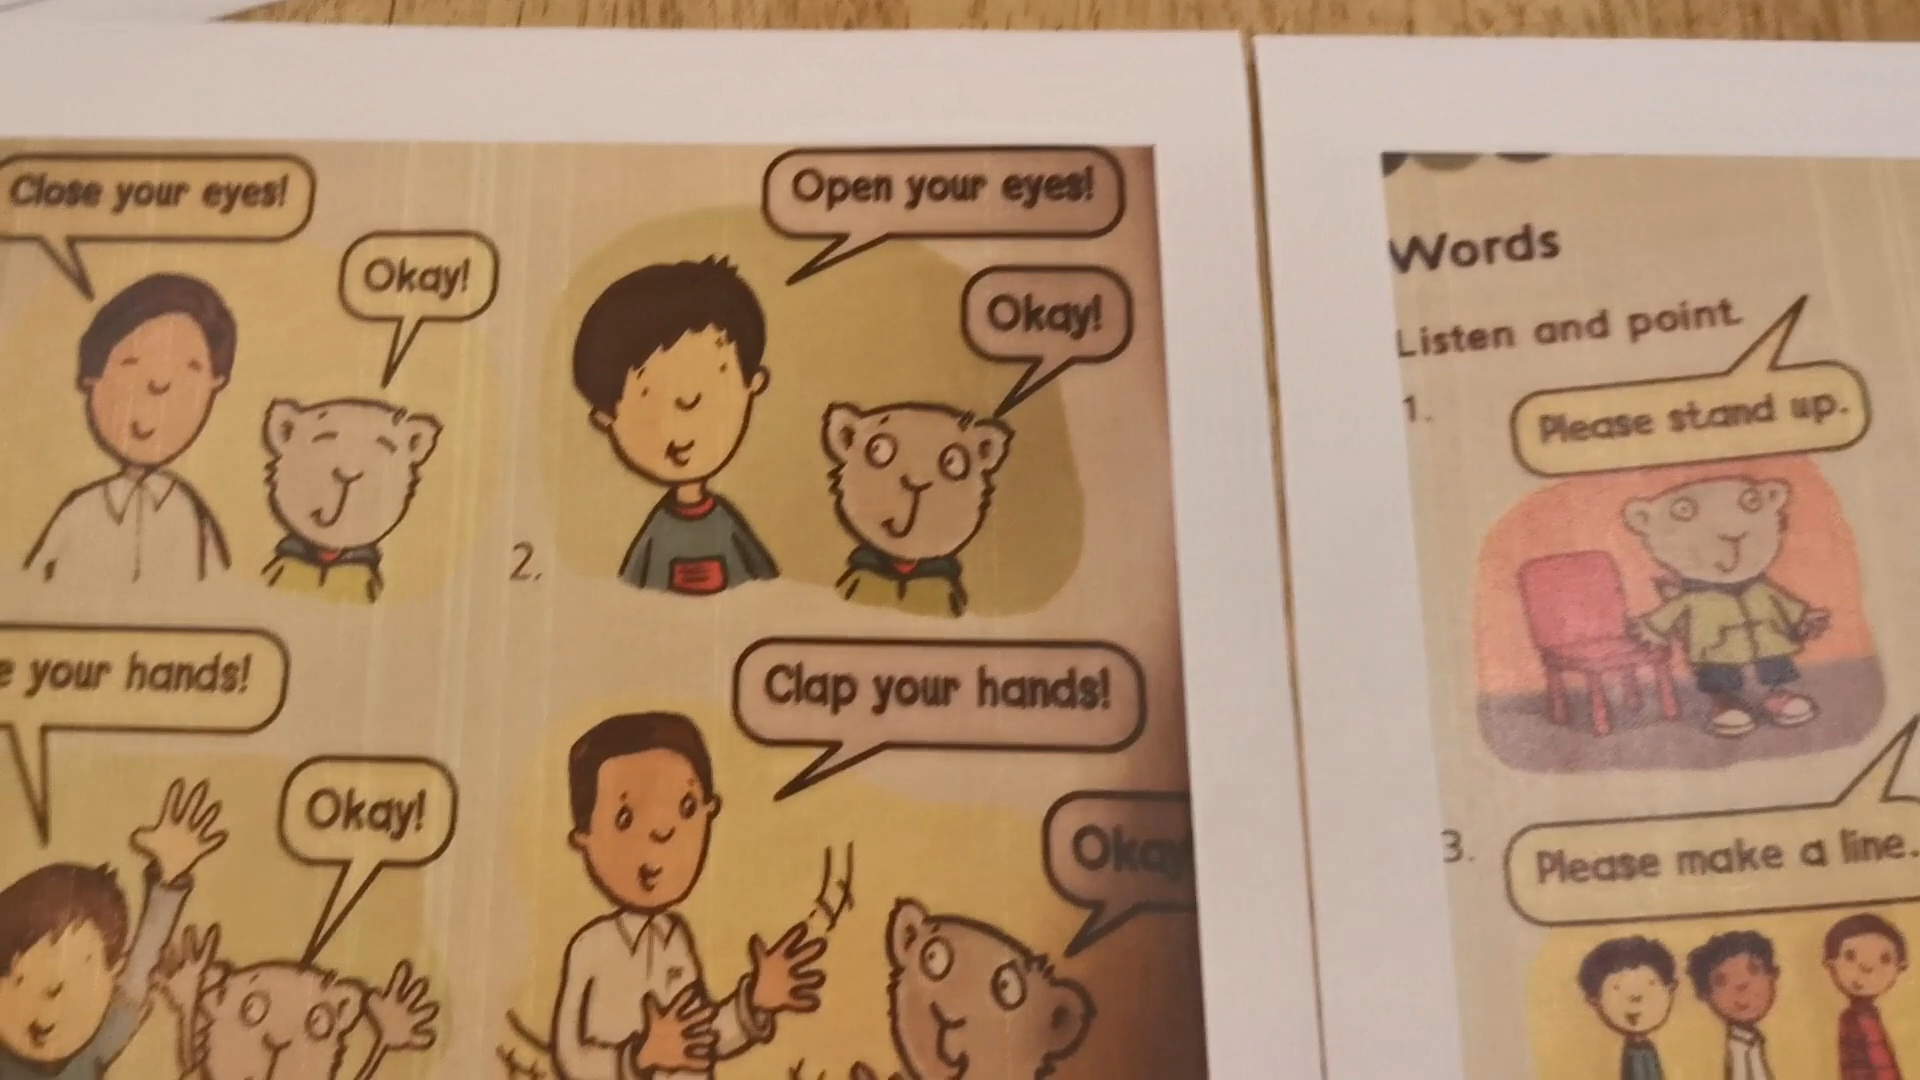 Close your eyes!
Okay!
Open your eyes!
Okay!
2.
your hands!
Okay!
Clap your hands!
Words
Listen and point.
1.
Please stand up.
3.
Please make a line.